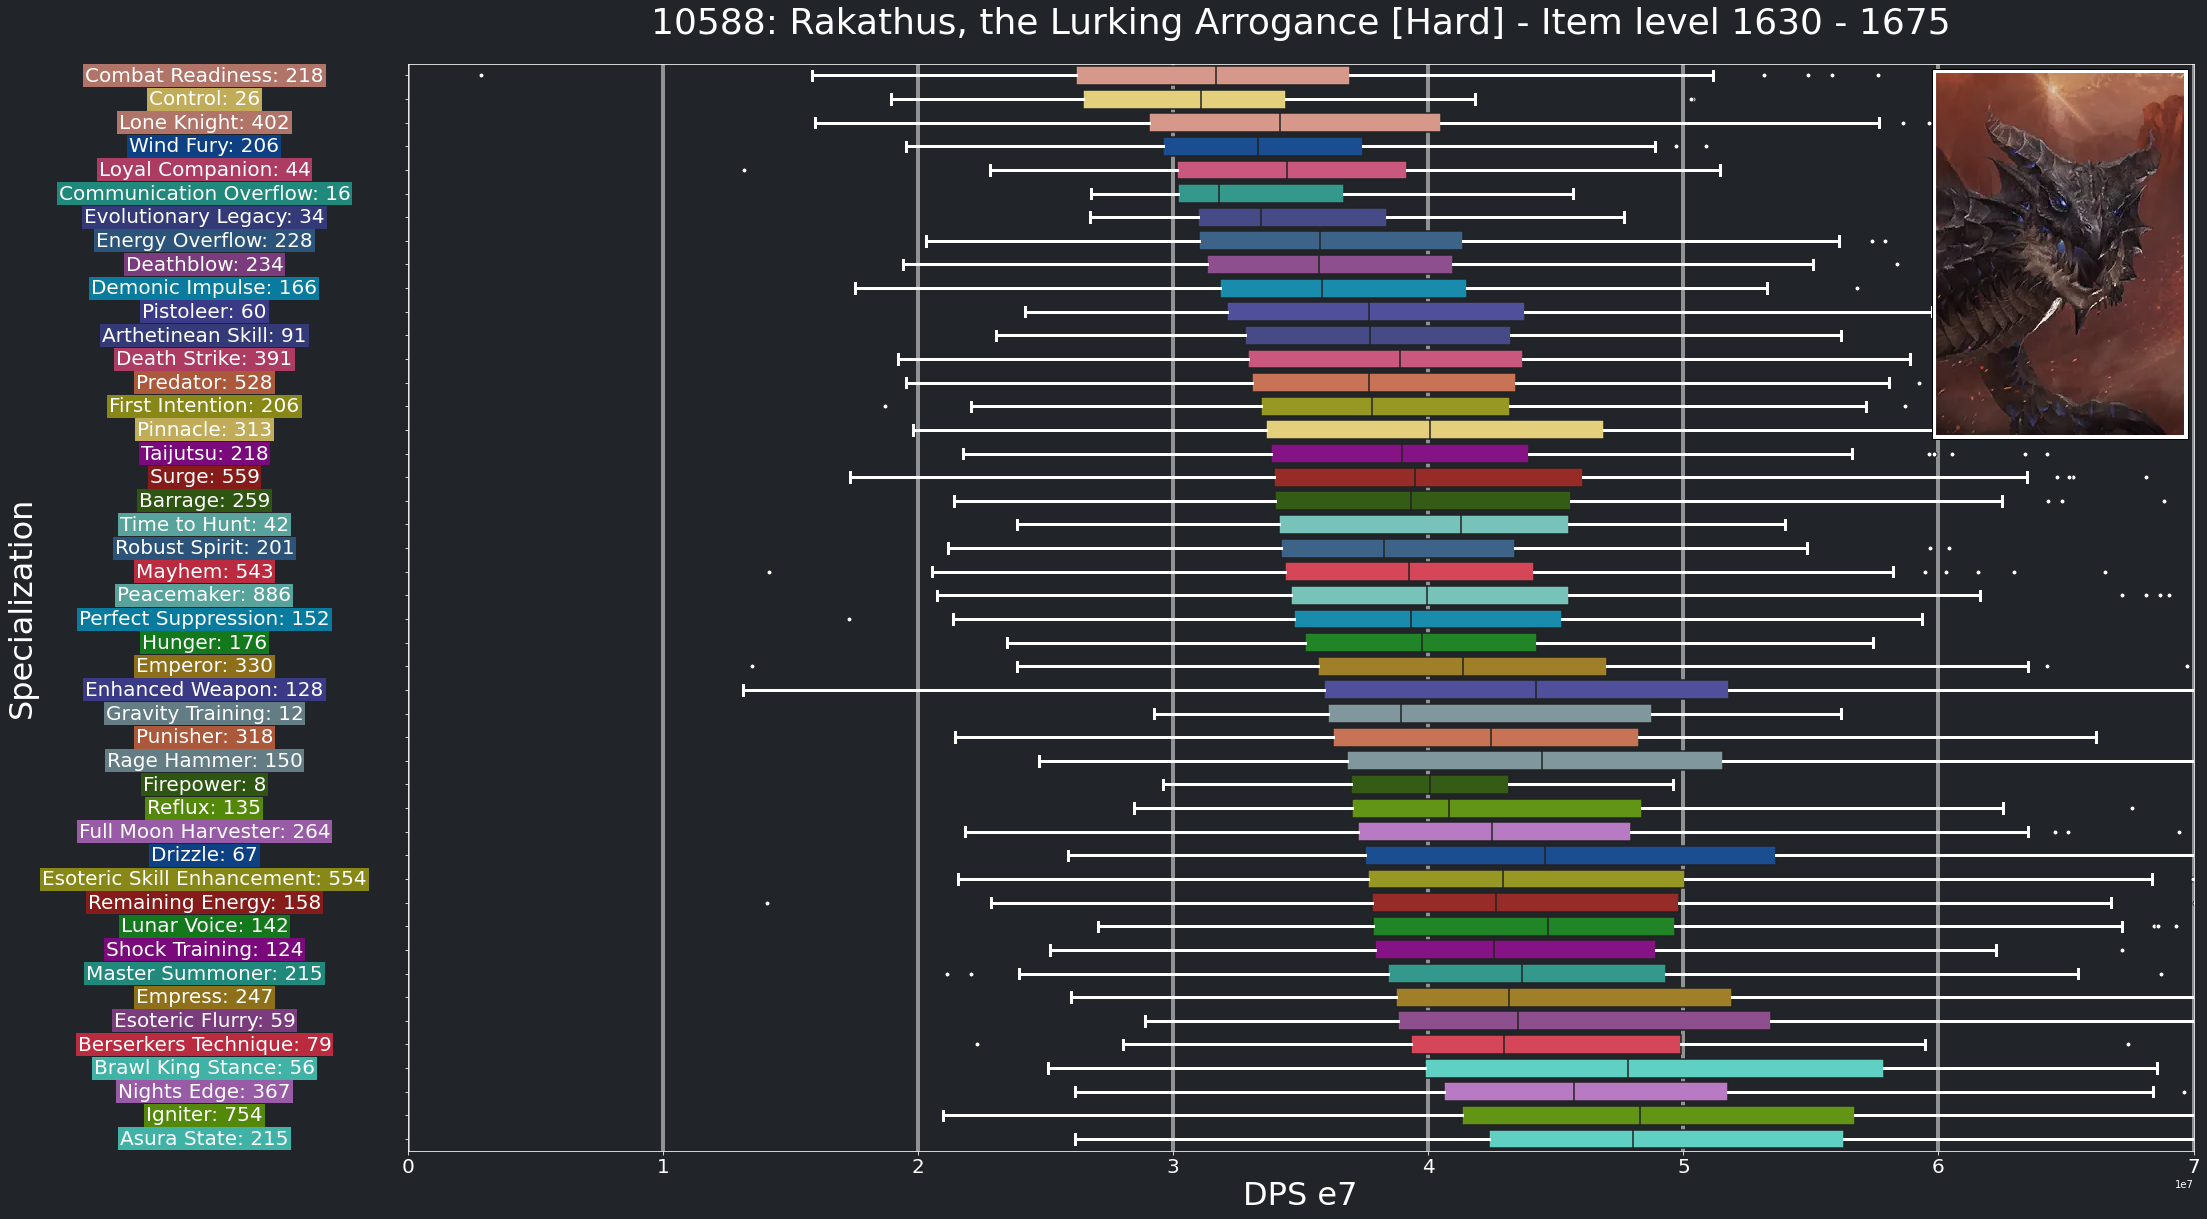 10588: Rakathus, the Lurking Arrogance [Hard] - Item level 1630 - 1675
Specialization
Combat Readiness: 218
Control: 26
Lone Knight: 402
Wind Fury: 206
Loyal Companion: 44
Communication Overflow: 16
Evolutionary Legacy: 34
Energy Overflow: 228
Deathblow: 234
Demonic Impulse: 166
Pistoleer: 60
Arthetinean Skill: 91
Death Strike: 391
Predator: 528
First Intention: 206
Pinnacle: 313
Taijutsu: 218
Surge: 559
Barrage: 259
Time to Hunt: 42
Robust Spirit: 201
Mayhem: 543
Peacemaker: 886
Perfect Suppression: 152
Hunger: 176
Emperor: 330
Enhanced Weapon: 128
Gravity Training: 12
Punisher: 318
Rage Hammer: 150
Firepower: 8
Reflux: 135
Full Moon Harvester: 264
Drizzle: 67
Esoteric Skill Enhancement: 554
Remaining Energy: 158
Lunar Voice: 142
Shock Training: 124
Master Summoner: 215
Empress: 247
Esoteric Flurry: 59
Berserkers Technique: 79
Brawl King Stance: 56
Nights Edge: 367
Igniter: 754
Asura State: 215
0 1 2 3 4 5 6 7
1e7
DPS e7